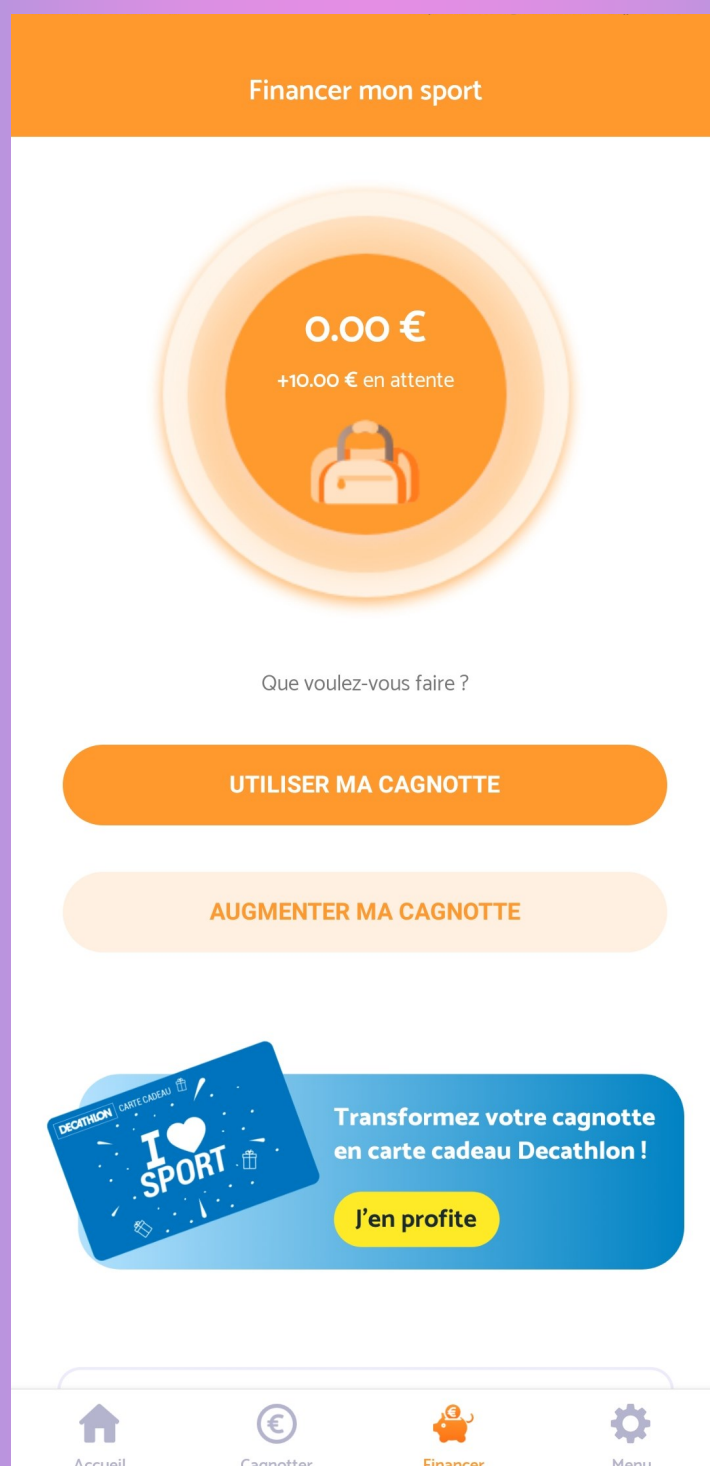 Financer mon sport
0.00 €
+10.00 € en attente
Que voulez-vous faire ?
UTILISER MA CAGNOTTE
AUGMENTER MA CAGNOTTE
DECATHLON CARTE CADEAU
I
SPORT
Transformez votre cagnotte
en carte cadeau Decathlon !
J'en profite
Accueil
Cagnotter
Financer
Menu